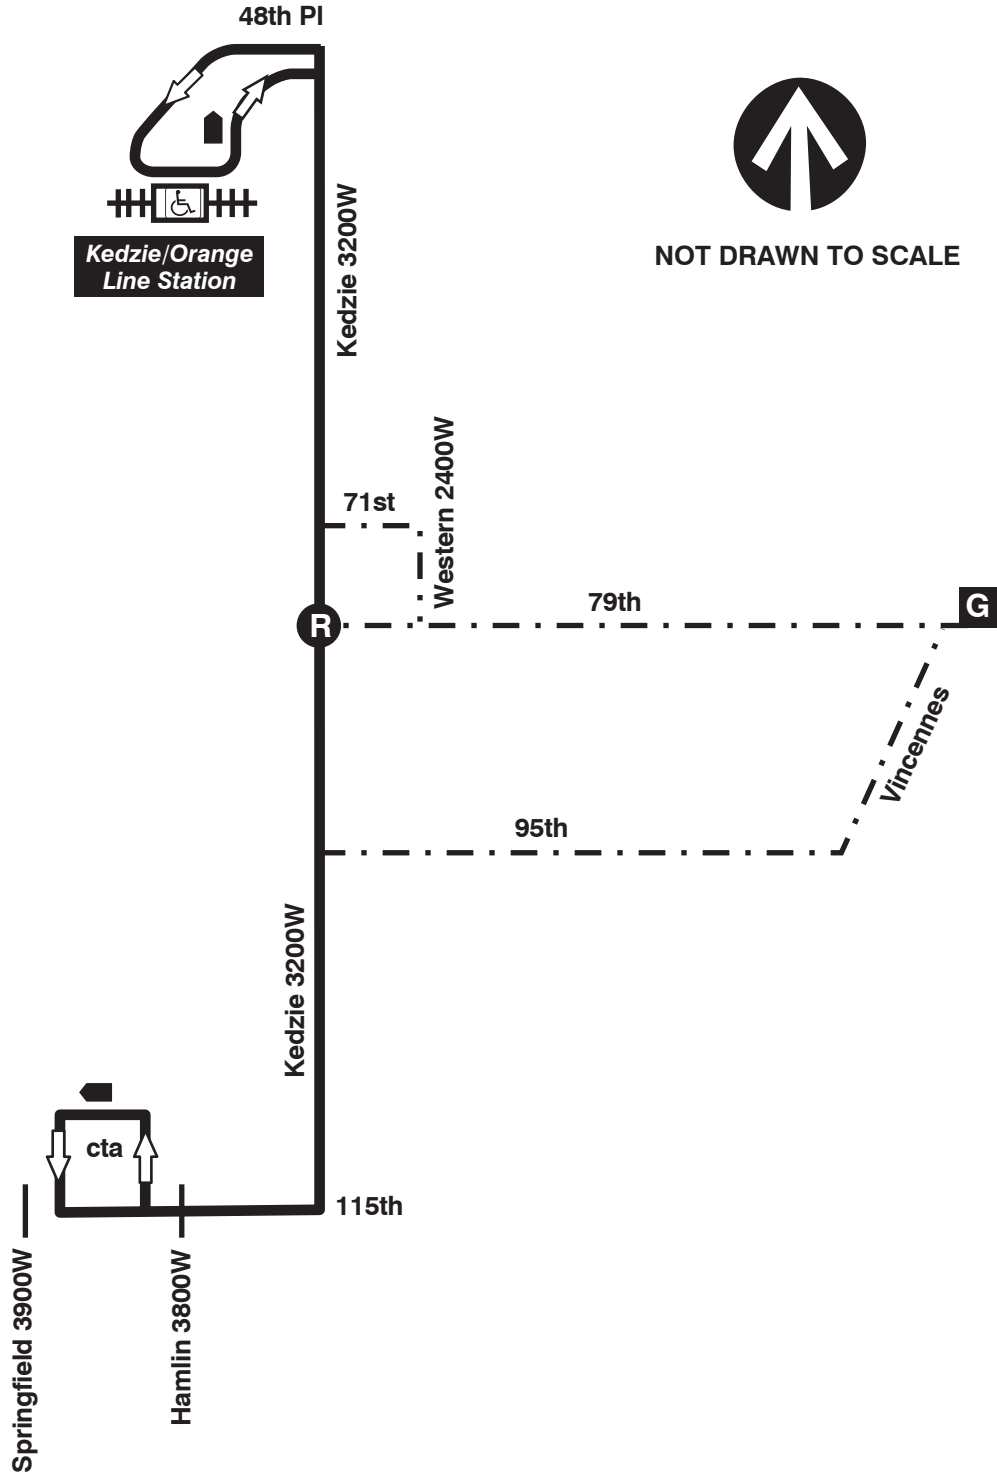 48th Pl
Kedzie/Orange
Line Station
Kedzie 3200W
NOT DRAWN TO SCALE
71st
Western 2400W
R
79th
G
Vincennes
95th
Kedzie 3200W
cta
115th
Springfield 3900W
Hamlin 3800W